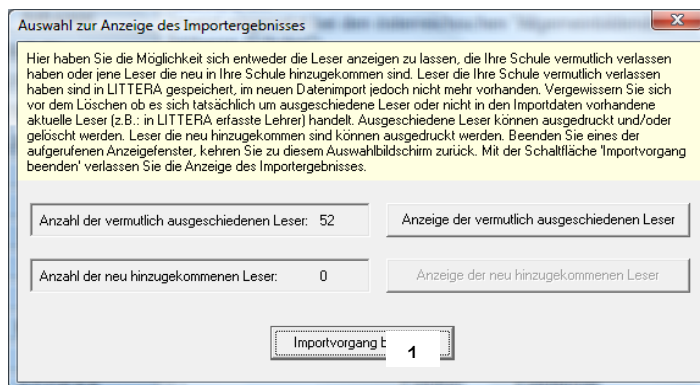 Auswahl zur Anzeige des Importergebnisses
Hier haben Sie die Möglichkeit sich entweder die Leser anzeigen zu lassen, die Ihre Schule vermutlich verlassen
haben oder jene Leser die neu in Ihre Schule hinzugekommen sind. Leser die Ihre Schule vermutlich verlassen
haben sind in LITTERA gespeichert, im neuen Datenimport jedoch nicht mehr vorhanden. Vergewissern Sie sich
vor dem Löschen ob es sich tatsächlich um ausgeschiedene Leser oder nicht in den Importdaten vorhandene
aktuelle Leser (z.B.: in LITTERA erfasste Lehrer) handelt. Ausgeschiedene Leser können ausgedruckt und/oder
gelöscht werden. Leser die neu hinzugekommen sind können ausgedruckt werden. Beenden Sie eines der
aufgerufenen Anzeigefenster, kehren Sie zu diesem Auswahlbildschirm zurück. Mit der Schaltfläche 'Importvorgang
beenden' verlassen Sie die Anzeige des Importergebnisses.
Anzahl der vermutlich ausgeschiedenen Leser: 52
Anzeige der vermutlich ausgeschiedenen Leser
Anzahl der neu hinzugekommenen Leser: 0
Anzeige der neu hinzugekommenen Leser
Importvorgang b
1